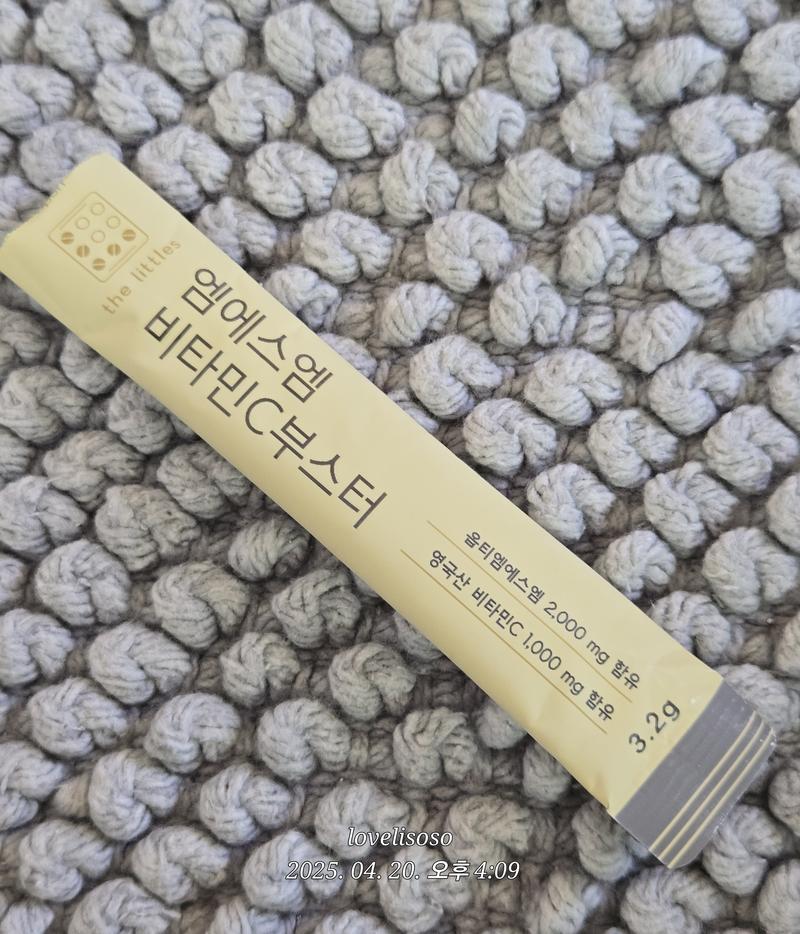 the littles
엠에스엠
비타민C부스터
옵티엠에스엠 2,000 mg 함유
영국산 비타민C 1,000 mg 함유
3.2g
lovelisoso
2025. 04. 20. 오후 4:09